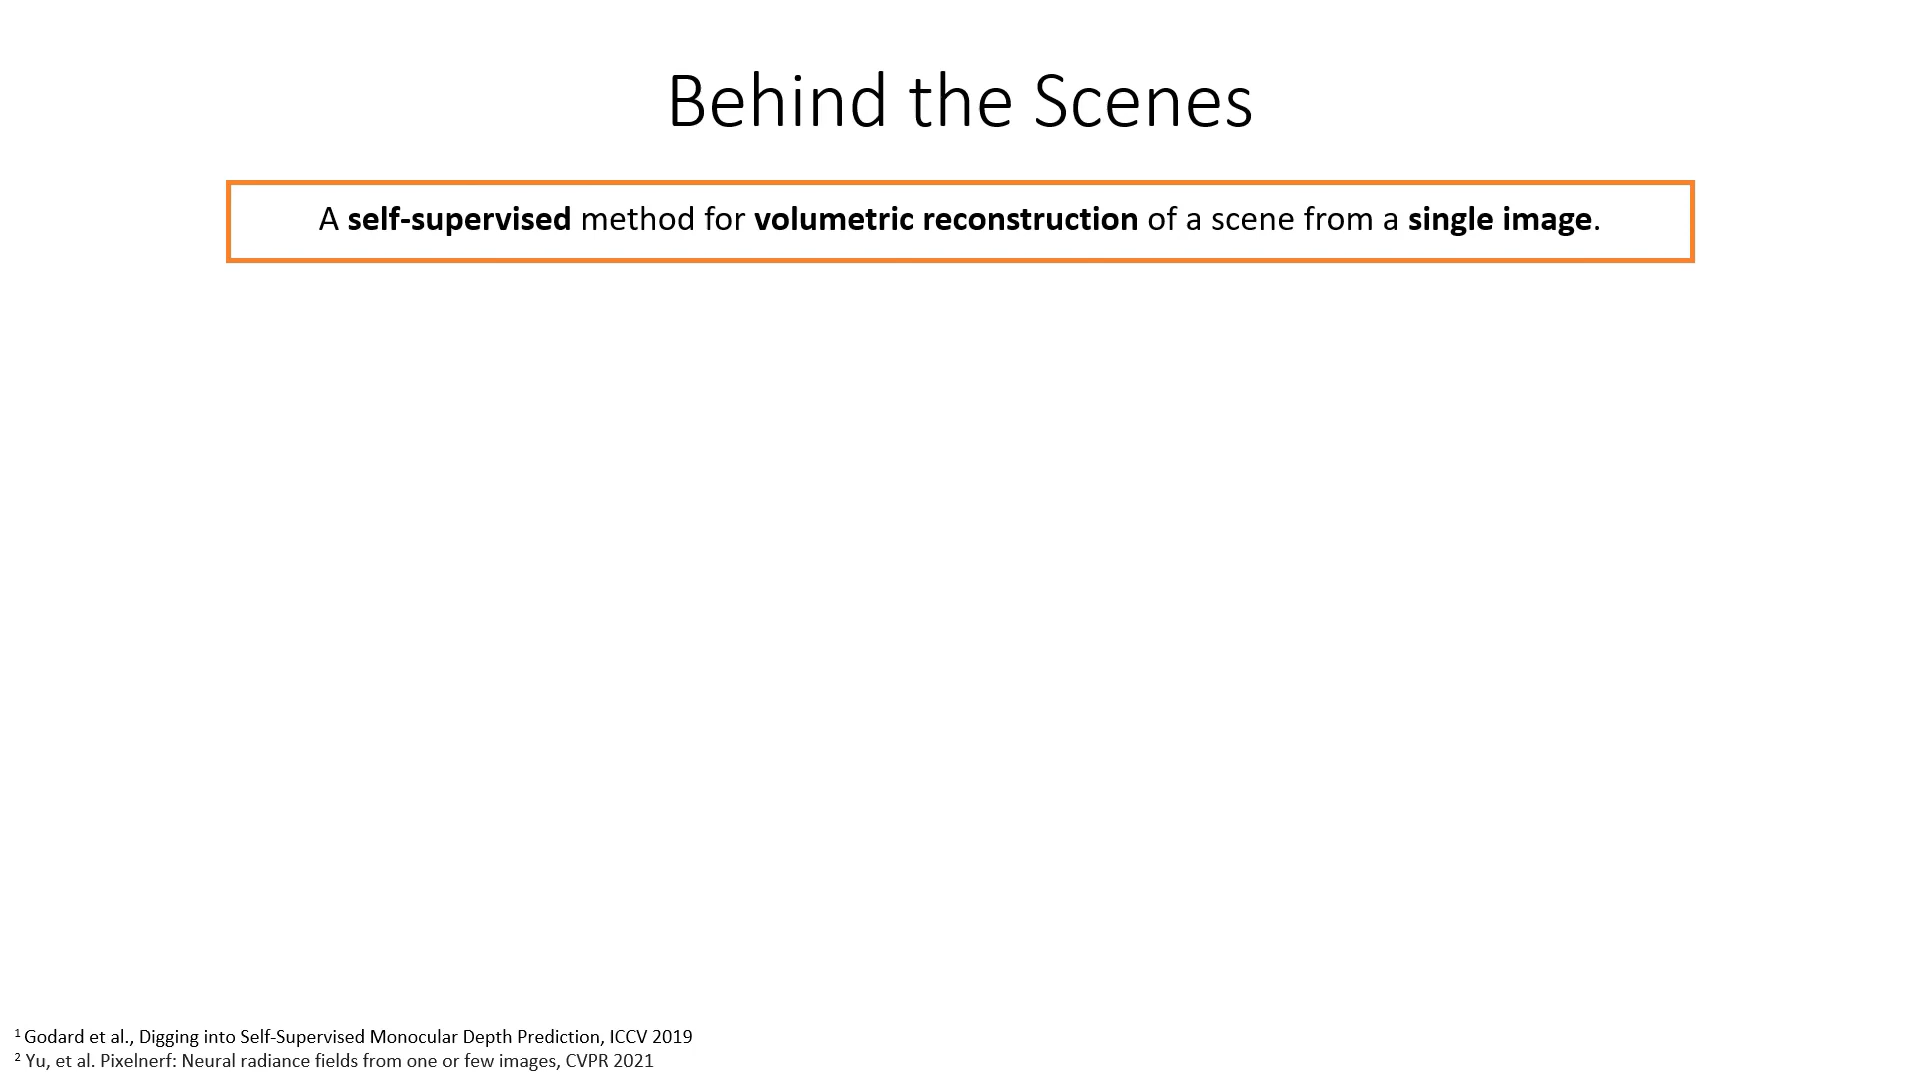 Behind the Scenes
A self-supervised method for volumetric reconstruction of a scene from a single image.
1 Godard et al., Digging into Self-Supervised Monocular Depth Prediction, ICCV 2019
2 Yu, et al. Pixelnerf: Neural radiance fields from one or few images, CVPR 2021